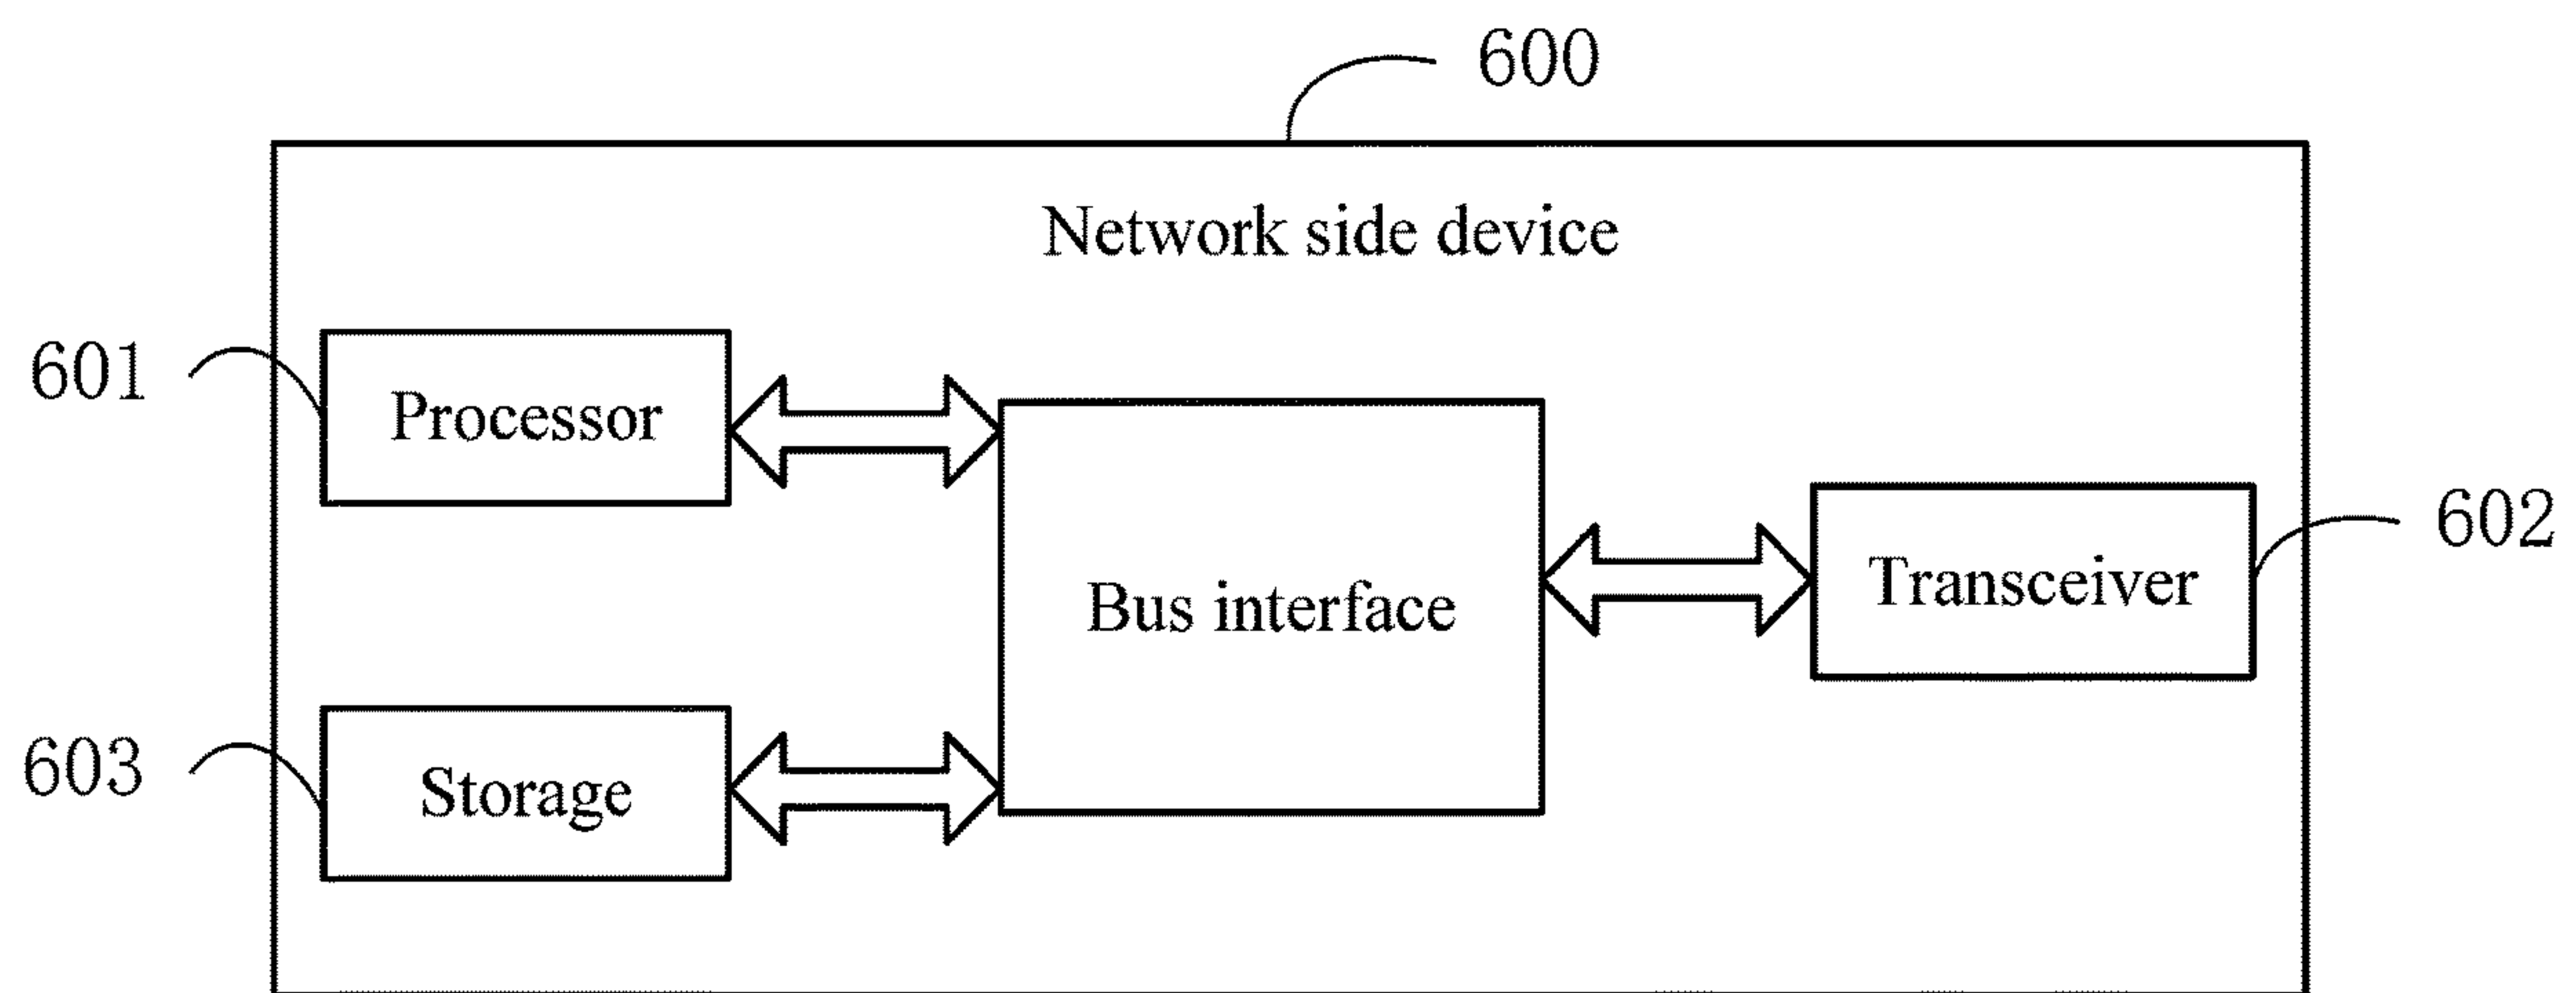 600
Network side device
601
Processor
Bus interface
Transceiver
602
603
Storage